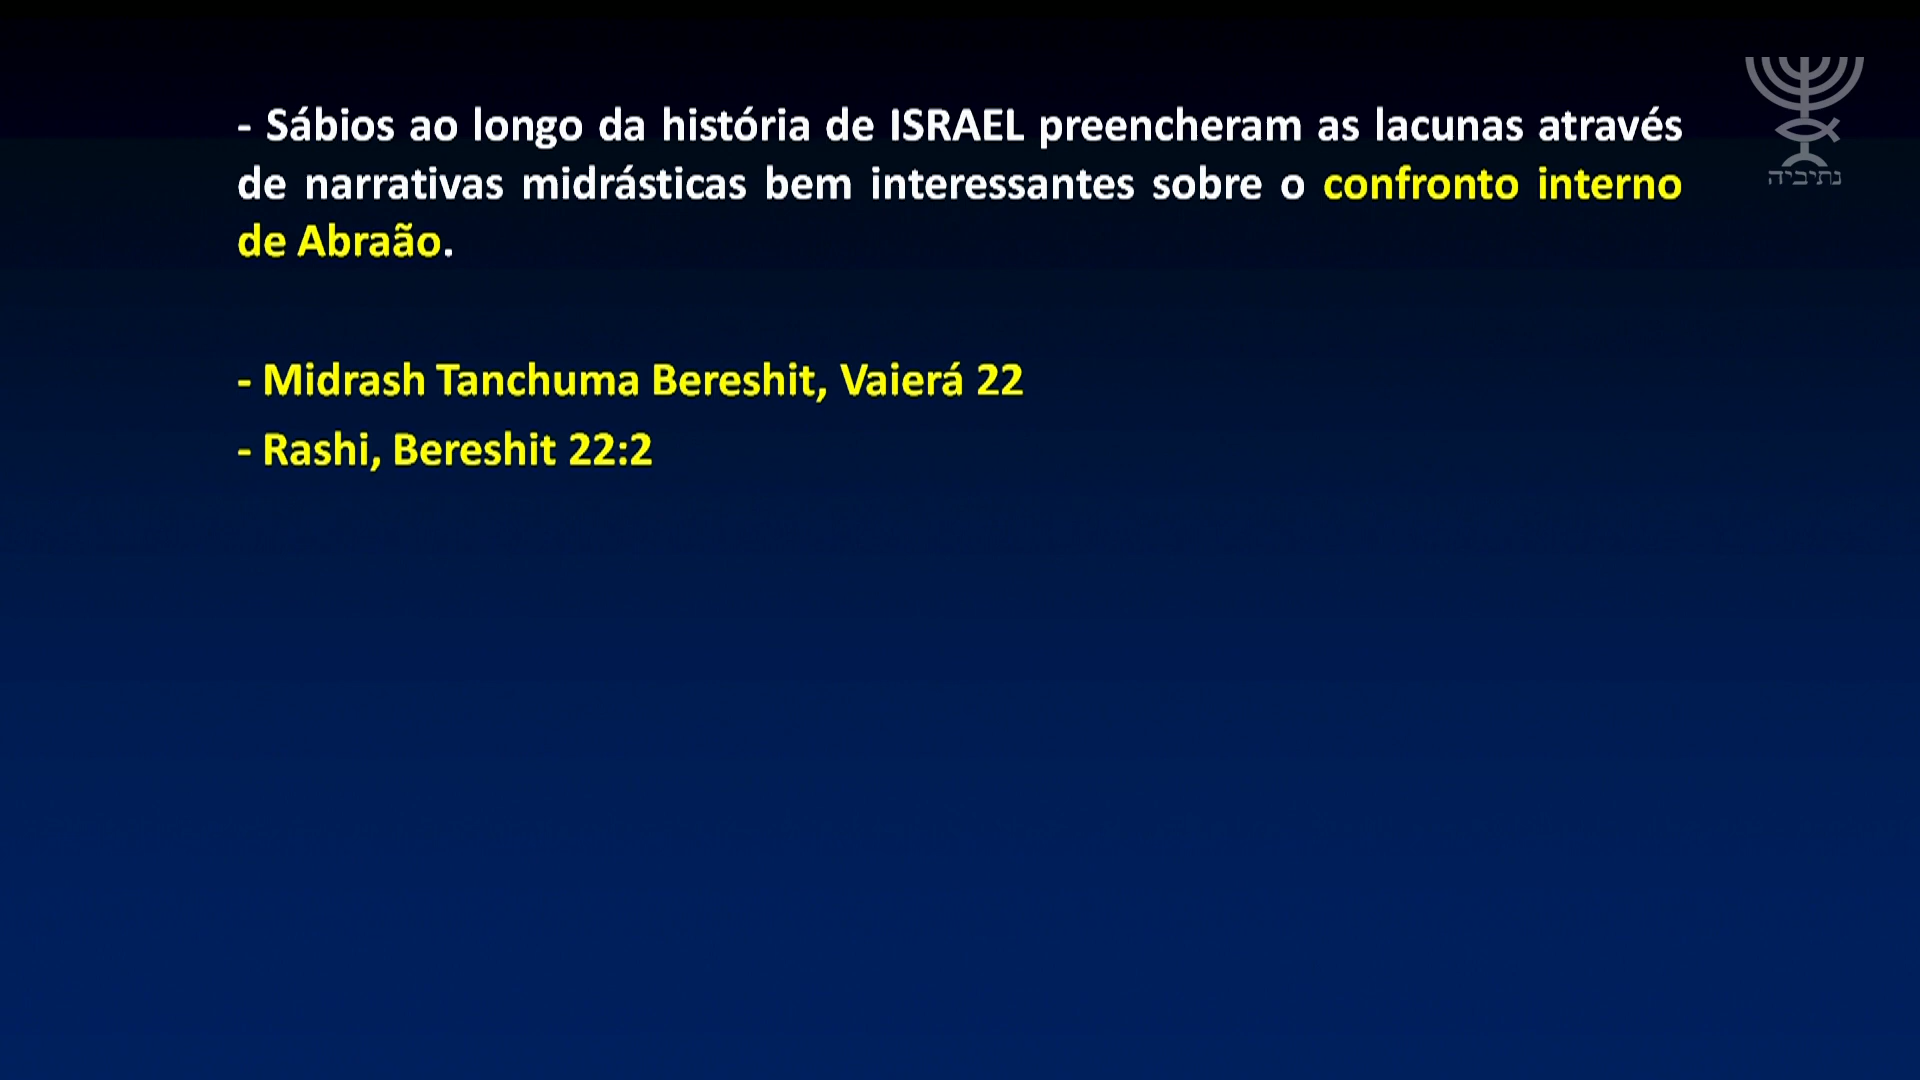 - Sábios ao longo da história de ISRAEL preencheram as lacunas através
de narrativas midrásticas bem interessantes sobre o confronto interno
de Abraão.
- Midrash Tanchuma Bereshit, Vaierá 22
- Rashi, Bereshit 22:2
נתיביה